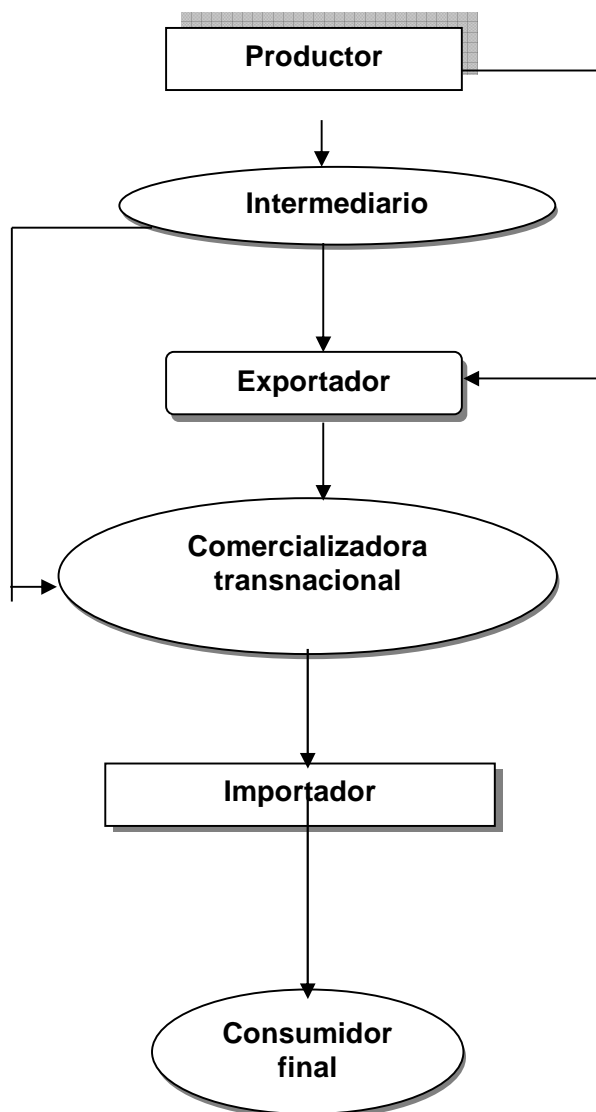 Productor
Intermediario
Exportador
Comercializadora
transnacional
Importador
Consumidor
final